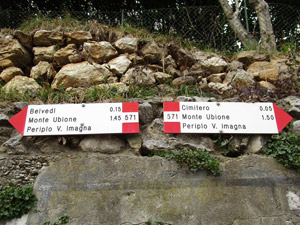 Belvedì 0.15
Monte Ubione 1.45
Periplo V. Imagna
571
Cimitero 0.05
571 Monte Ubione 1.50
Periplo V. Imagna